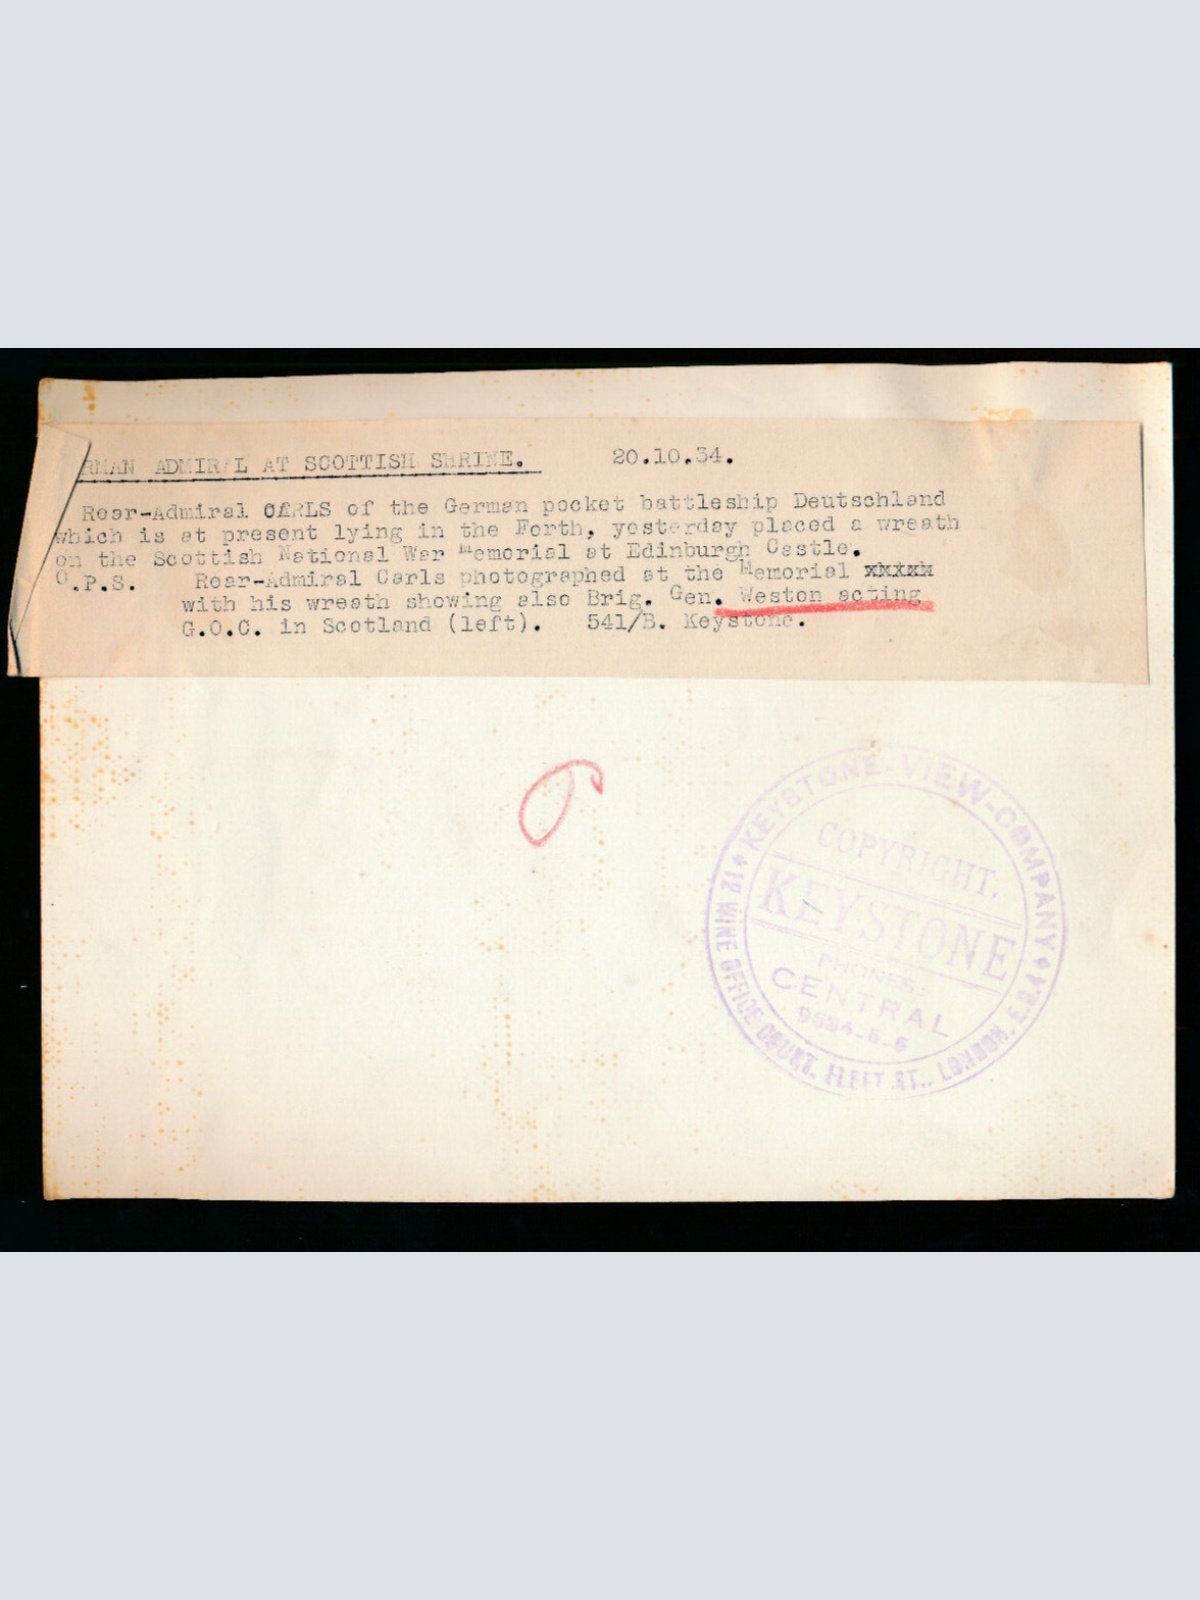 RMAN ADMIRAL AT SCOTTISH SHRINE. 20.10.34.
Rear-Admiral CARLS of the German pocket battleship Deutschland
which is at present lying in the Forth, yesterday placed a wreath
on the Scottish National War Memorial at Edinburgh Castle.
O.P.S. Rear-Admiral Carls photographed at the Memorial xxxxx
with his wreath showing also Brig. Gen. Weston acting
G.O.C. in Scotland (left). 541/B. Keystone.
KEYSTONE-VIEW-COMPANY
COPYRIGHT.
KEYSTONE
PHONES:-
CENTRAL
12 WINE OFFICE COURT. FLEET ST.. LONDON. E.C.4